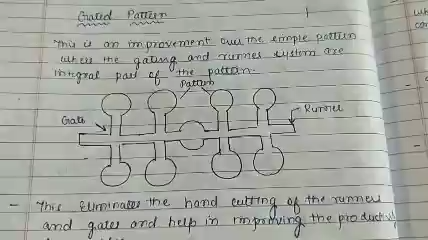 Gated Pattern
This is an improvement over the simple pattern
where the gating and runner system are
integral part of the pattern.
Pattern
Gate
Runner
- This Eliminates the hand cutting of the runners
and gates and help in improving the